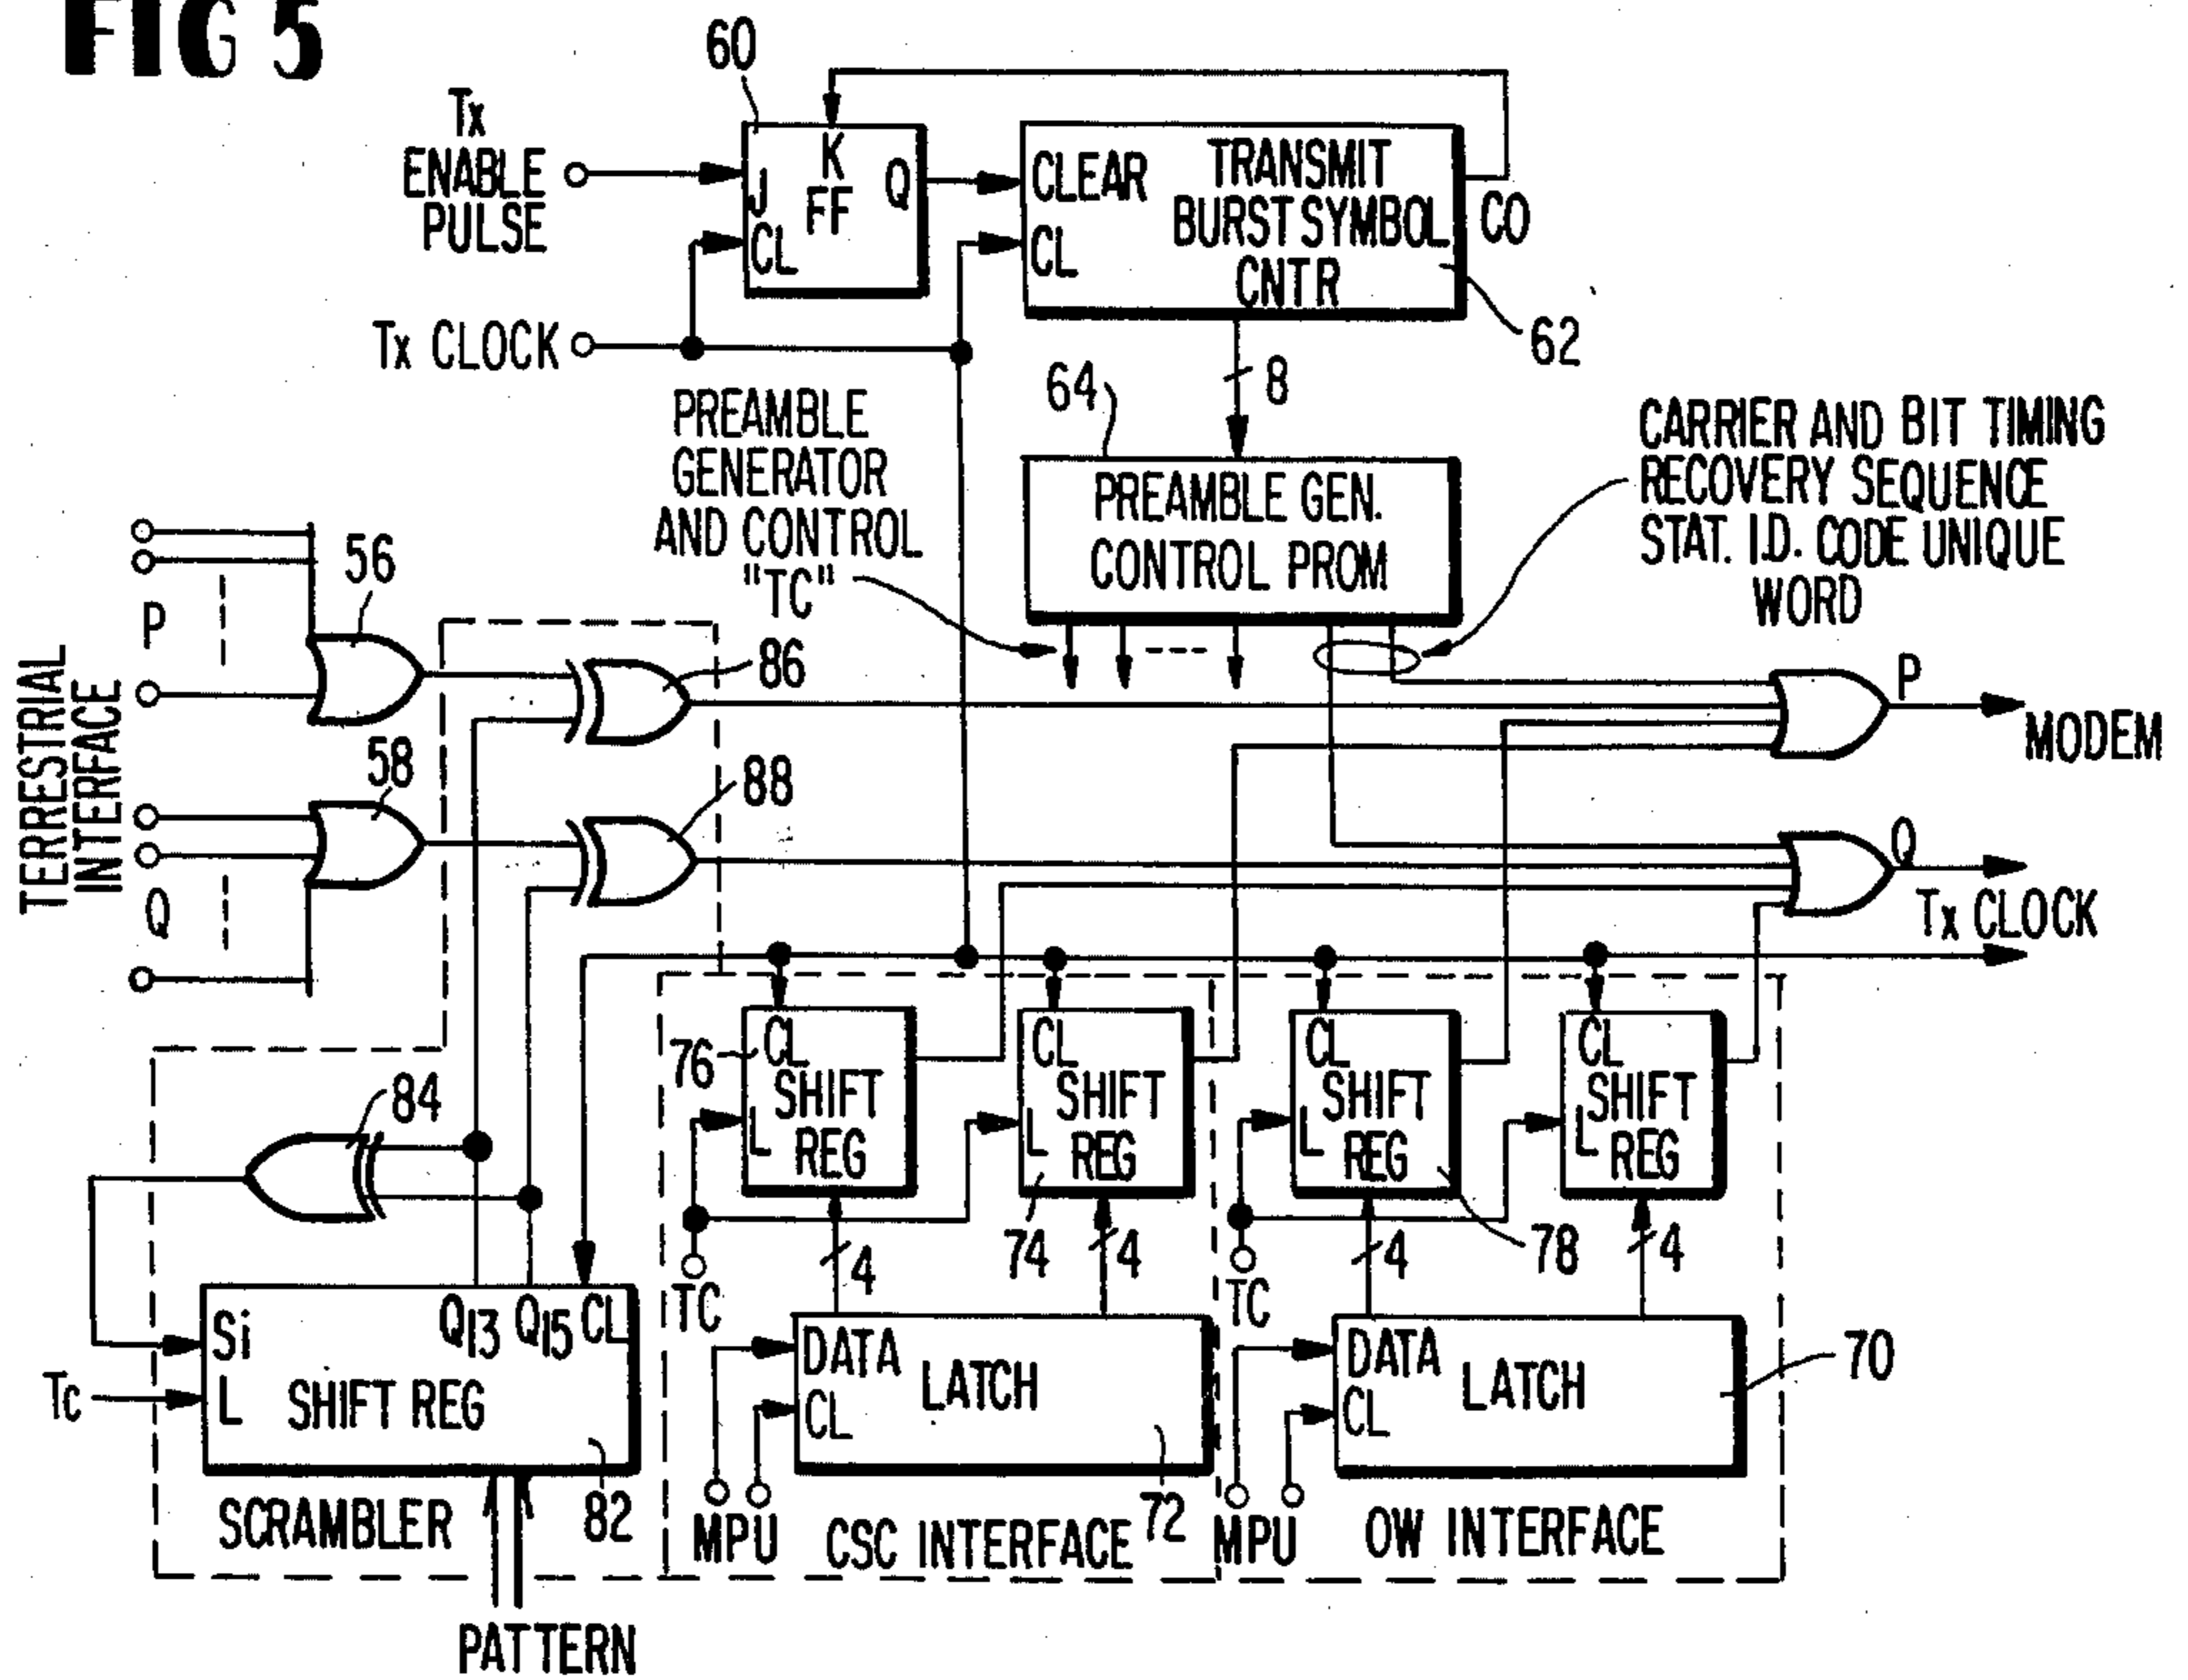 FIG 5
60
Tx
ENABLE
PULSE
J
K
FF
Q
CL
CLEAR
CL
TRANSMIT
BURST SYMBOL
CNTR
CO
62
Tx CLOCK
8
64
PREAMBLE
GENERATOR
AND CONTROL
"TC"
PREAMBLE GEN.
CONTROL PROM
CARRIER AND BIT TIMING
RECOVERY SEQUENCE
STAT. I.D. CODE UNIQUE
WORD
TERRESTRIAL
INTERFACE
P
56
86
58
88
Q
P
MODEM
Q
Tx CLOCK
84
76
CL
SHIFT
REG
L
CL
SHIFT
REG
L
CL
SHIFT
REG
L
CL
SHIFT
REG
L
TC
4
74
4
TC
4
78
4
Si
Q13
Q15
CL
L
SHIFT REG
Tc
82
SCRAMBLER
PATTERN
DATA
CL
LATCH
72
MPU
CSC INTERFACE
DATA
CL
LATCH
70
MPU
OW INTERFACE